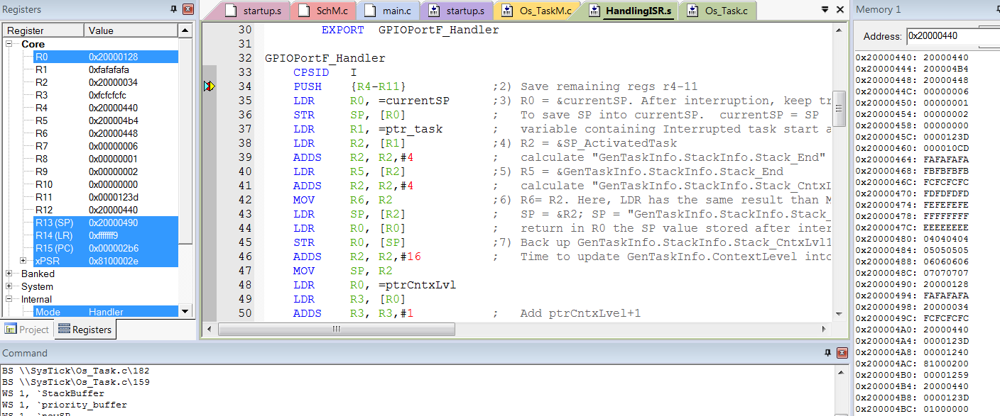 Registers
Register Value
Core
R0 0x20000128
R1 0xfafafafa
R2 0x20000034
R3 0xfcfcfcfc
R4 0x20000440
R5 0x200004b4
R6 0x20000448
R7 0x00000006
R8 0x00000001
R9 0x00000002
R10 0x00000000
R11 0x0000123d
R12 0x20000440
R13 (SP) 0x20000490
R14 (LR) 0xfffffff9
R15 (PC) 0x000002b6
xPSR 0x8100002e
Banked
System
Internal
Mode Handler
Project Registers
startup.s SchM.c main.c startup.s Os_TaskM.c HandlingISR.s Os_Task.c
30 EXPORT GPIOPortF_Handler
31
32 GPIOPortF_Handler
33 CPSID I
34 PUSH {R4-R11} ;2) Save remaining regs r4-11
35 LDR R0, =currentSP ;3) R0 = &currentSP. After interruption, keep tr
36 STR SP, [R0] ; To save SP into currentSP. currentSP = SP
37 LDR R1, =ptr_task ; variable containing Interrupted task start a
38 LDR R2, [R1] ;4) R2 = &SP_ActivatedTask
39 ADDS R2, R2,#4 ; calculate "GenTaskInfo.StackInfo.Stack_End"
40 LDR R5, [R2] ;5) R5 = &GenTaskInfo.StackInfo.Stack_End
41 ADDS R2, R2,#4 ; calculate "GenTaskInfo.StackInfo.Stack_CntxL
42 MOV R6, R2 ;6) R6= R2. Here, LDR has the same result than M
43 LDR SP, [R2] ; SP = &R2; SP = "GenTaskInfo.StackInfo.Stack_
44 LDR R0, [R0] ; return in R0 the SP value stored after inter
45 STR R0, [SP] ;7) Back up GenTaskInfo.StackInfo.Stack_CntxLvl1
46 ADDS R2, R2,#16 ; Time to update GenTaskInfo.ContextLevel into
47 MOV SP, R2
48 LDR R0, =ptrCntxLvl
49 LDR R3, [R0]
50 ADDS R3, R3,#1 ; Add ptrCntxLvel+1
Command
BS \\SysTick\Os_Task.c\182
BS \\SysTick\Os_Task.c\159
WS 1, `StackBuffer
WS 1, `priority_buffer
Memory 1
Address: 0x20000440
0x20000440: 20000440
0x20000444: 200004B4
0x20000448: 20000448
0x2000044C: 00000006
0x20000450: 00000001
0x20000454: 00000002
0x20000458: 00000000
0x2000045C: 0000123D
0x20000460: 000010CD
0x20000464: FAFAFAFA
0x20000468: FBFBFBFB
0x2000046C: FCFCFCFC
0x20000470: FDFDFDFD
0x20000474: FEFEFEFE
0x20000478: FFFFFFFF
0x2000047C: EEEEEEEE
0x20000480: 04040404
0x20000484: 05050505
0x20000488: 06060606
0x2000048C: 07070707
0x20000490: 20000128
0x20000494: FAFAFAFA
0x20000498: 20000034
0x2000049C: FCFCFCFC
0x200004A0: 20000440
0x200004A4: 0000123D
0x200004A8: 00001240
0x200004AC: 81000200
0x200004B0: 00001259
0x200004B4: 20000440
0x200004B8: 0000123D
0x200004BC: 01000000